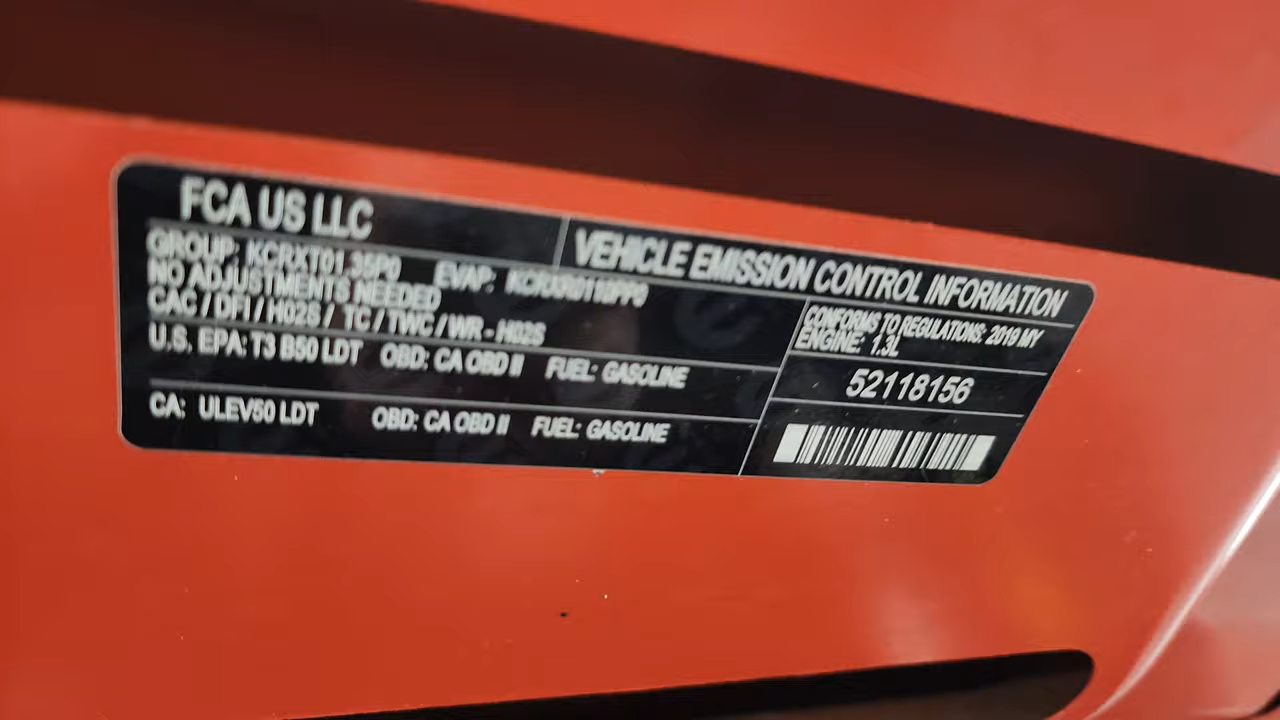 FCA US LLC
VEHICLE EMISSION CONTROL INFORMATION
GROUP: KCRXT01.35P0 EVAP:
NO ADJUSTMENTS NEEDED
CAC / DFI / H02S / TC / TWC / WR - H02S
U.S. EPA: T3 B50 LDT OBD: CA OBD II FUEL: GASOLINE
CA: ULEV50 LDT OBD: CA OBD II FUEL: GASOLINE
CONFORMS TO REGULATIONS: 2019 MY
ENGINE: 1.3L
52118156